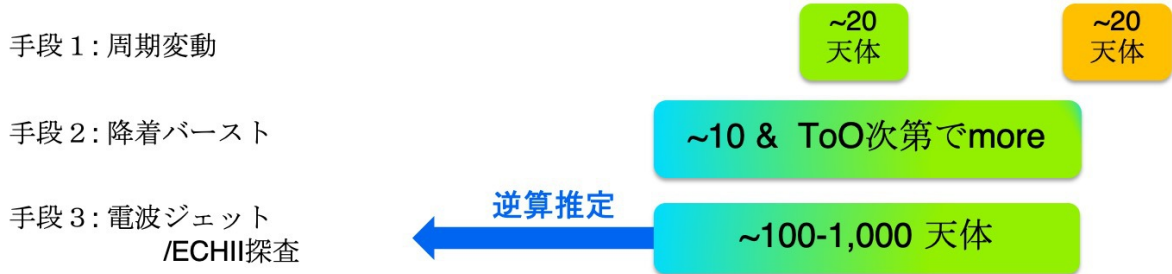 手段１: 周期変動
~20
天体
~20
天体
手段２: 降着バースト
~10 & ToO次第でmore
手段３: 電波ジェット
/ECHII探査
逆算推定
~100-1,000 天体